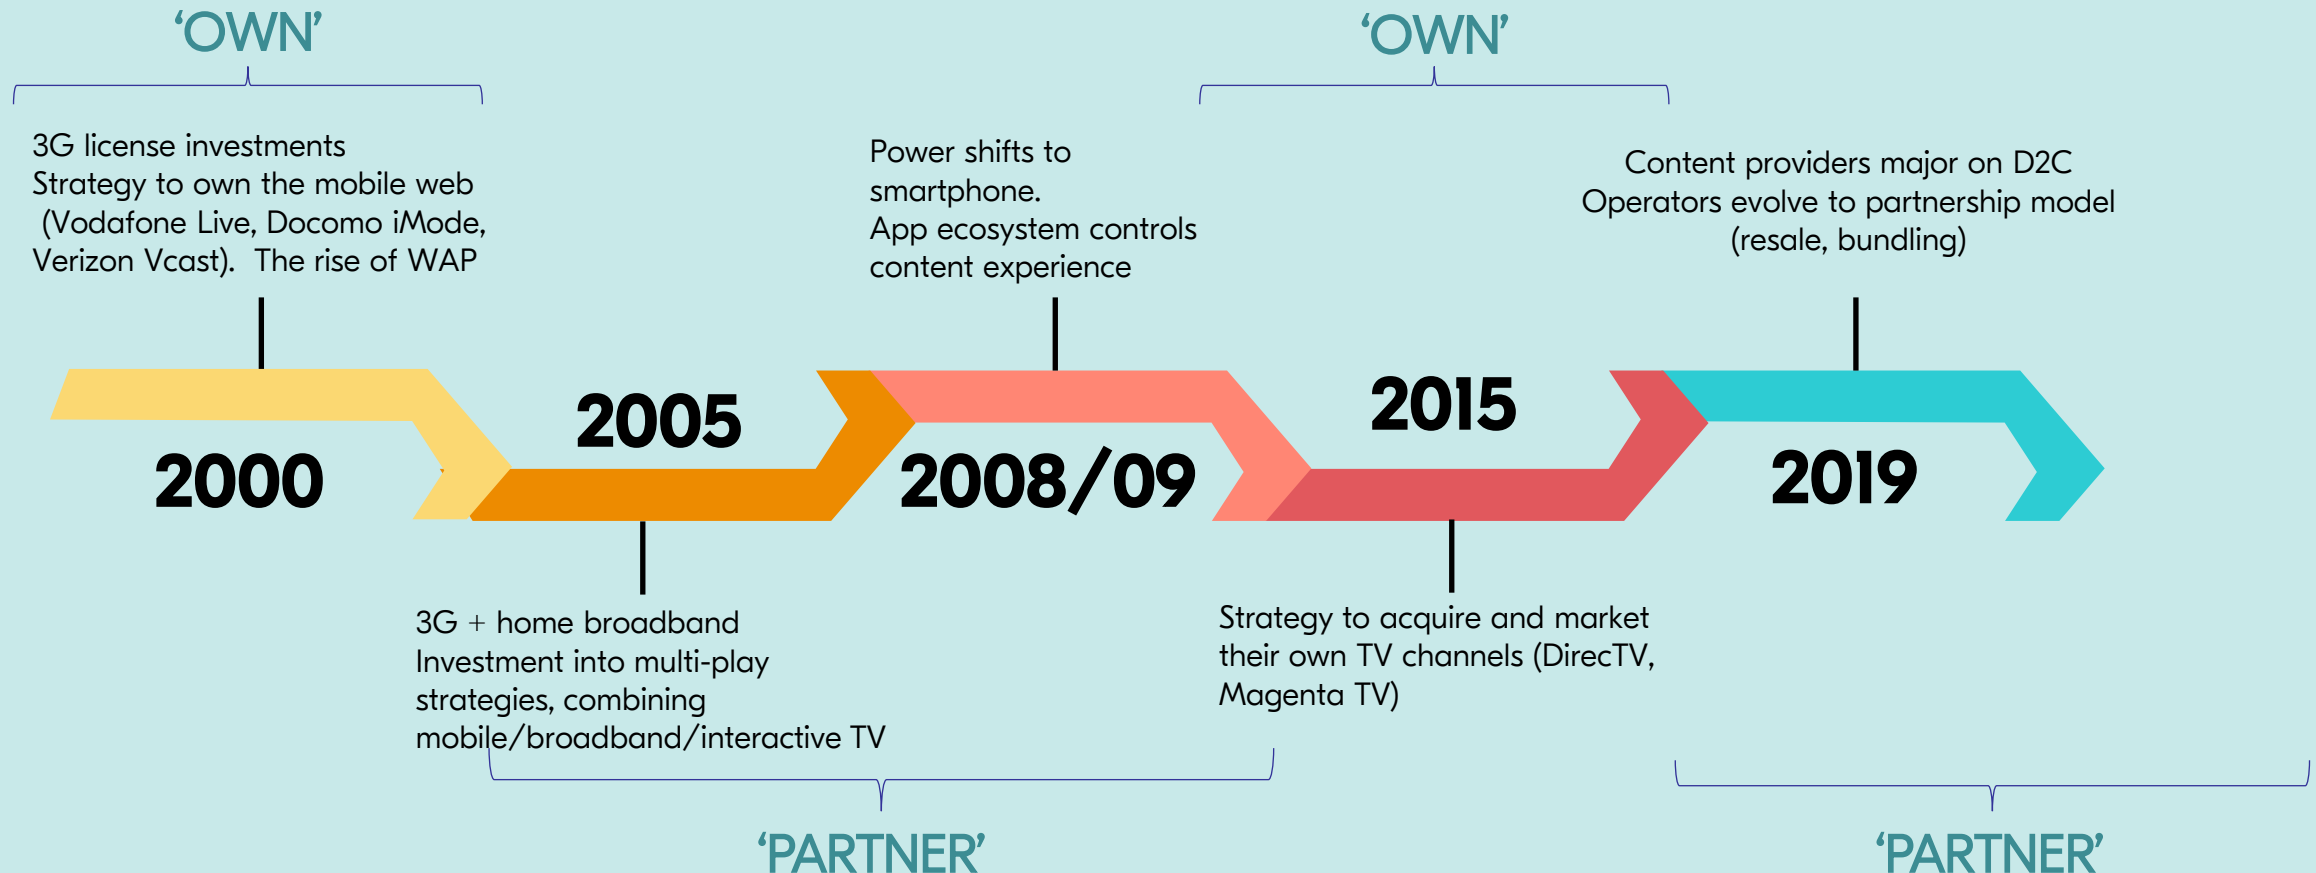 ‘OWN’
‘OWN’
3G license investments
Strategy to own the mobile web
(Vodafone Live, Docomo iMode,
Verizon Vcast). The rise of WAP
Power shifts to
smartphone.
App ecosystem controls
content experience
Content providers major on D2C
Operators evolve to partnership model
(resale, bundling)
2000
2005
2008/09
2015
2019
3G + home broadband
Investment into multi-play
strategies, combining
mobile/broadband/interactive TV
Strategy to acquire and market
their own TV channels (DirecTV,
Magenta TV)
‘PARTNER’
‘PARTNER’